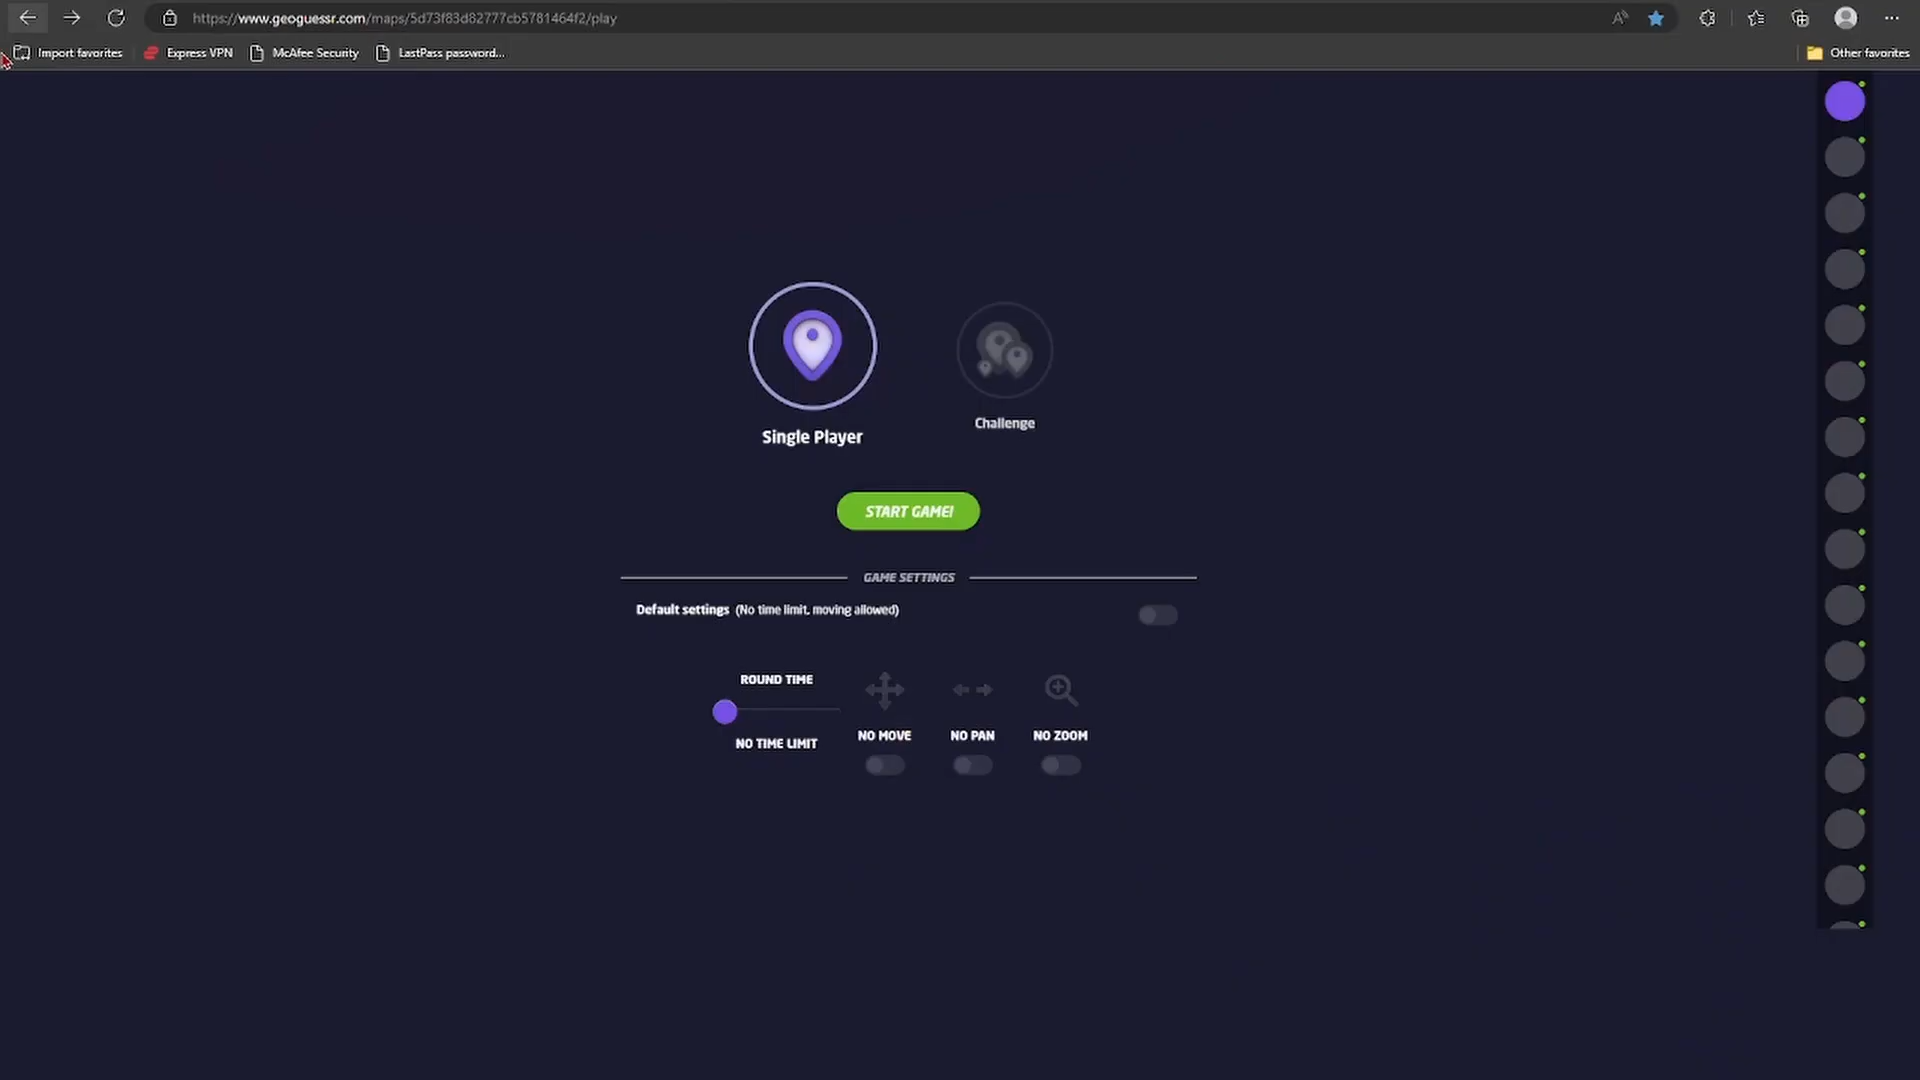 https://www.geoguessr.com/maps/5d73f83d82777cb5781464f2/play
Import favorites
Express VPN
McAfee Security
LastPass password...
Other favorites
Single Player
Challenge
START GAME!
GAME SETTINGS
Default settings (No time limit, moving allowed)
ROUND TIME
NO TIME LIMIT
NO MOVE
NO PAN
NO ZOOM